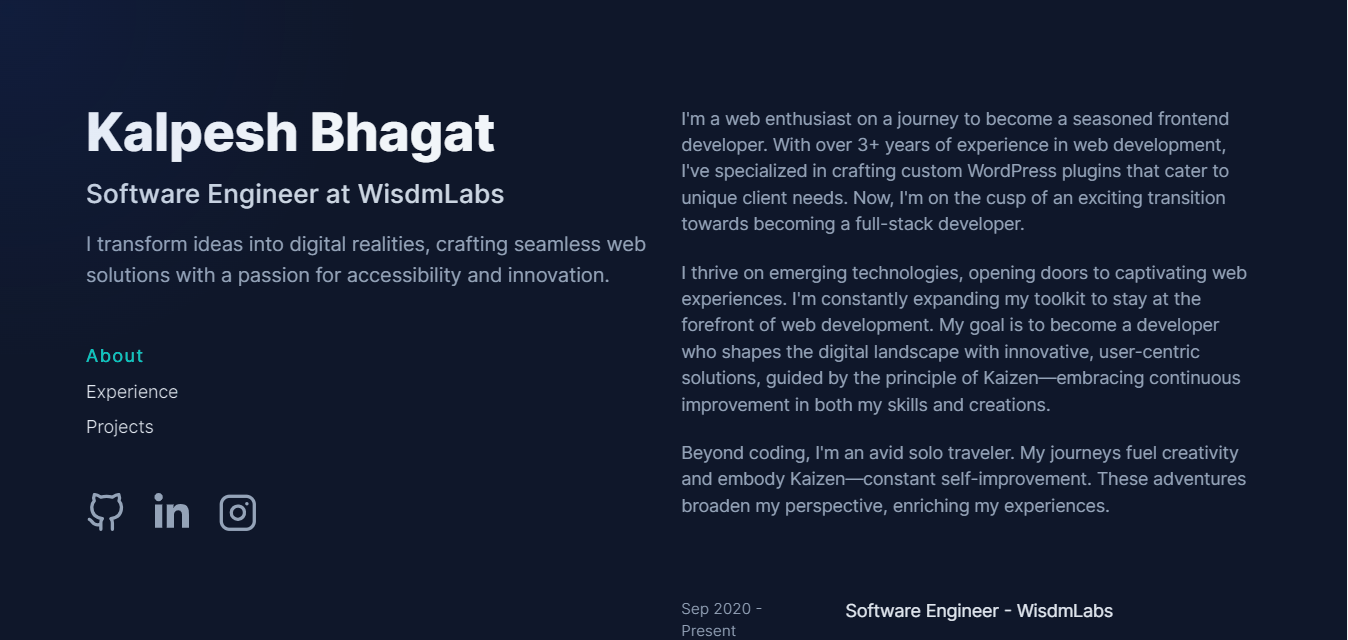 Kalpesh Bhagat
Software Engineer at WisdmLabs
I transform ideas into digital realities, crafting seamless web
solutions with a passion for accessibility and innovation.
About
Experience
Projects
I'm a web enthusiast on a journey to become a seasoned frontend
developer. With over 3+ years of experience in web development,
I've specialized in crafting custom WordPress plugins that cater to
unique client needs. Now, I'm on the cusp of an exciting transition
towards becoming a full-stack developer.
I thrive on emerging technologies, opening doors to captivating web
experiences. I'm constantly expanding my toolkit to stay at the
forefront of web development. My goal is to become a developer
who shapes the digital landscape with innovative, user-centric
solutions, guided by the principle of Kaizen—embracing continuous
improvement in both my skills and creations.
Beyond coding, I'm an avid solo traveler. My journeys fuel creativity
and embody Kaizen—constant self-improvement. These adventures
broaden my perspective, enriching my experiences.
Sep 2020 -
Present
Software Engineer - WisdmLabs